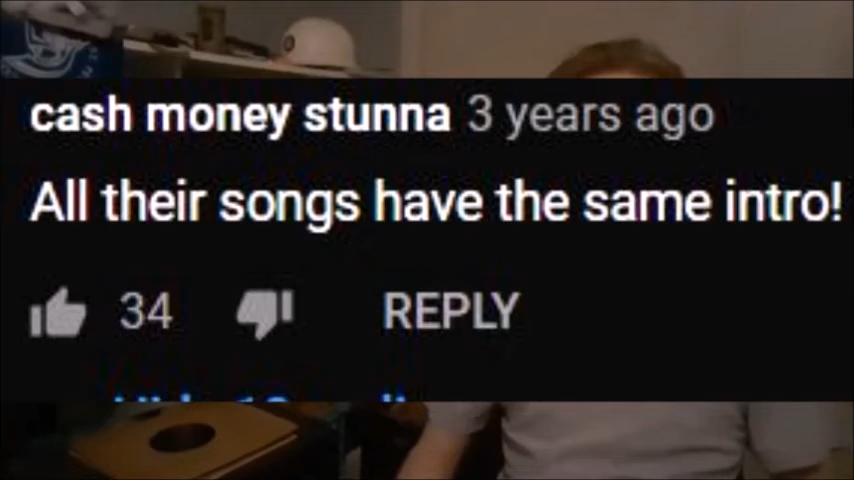 cash money stunna 3 years ago
All their songs have the same intro!
34 REPLY